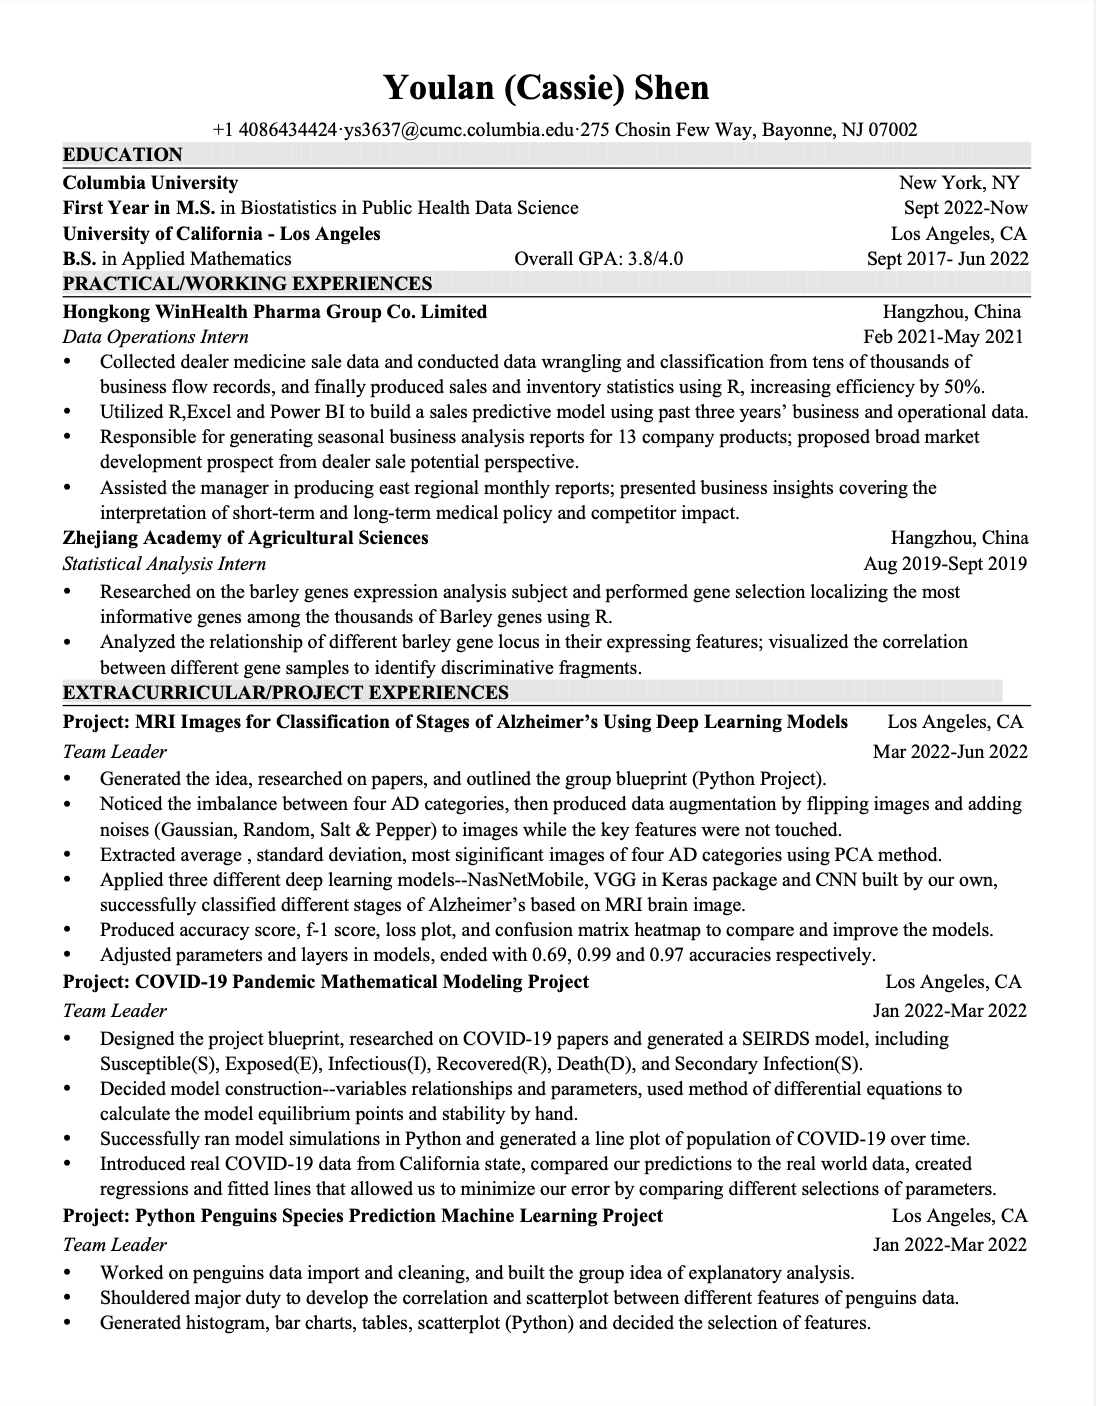 Youlan (Cassie) Shen
+1 4086434424·ys3637@cumc.columbia.edu·275 Chosin Few Way, Bayonne, NJ 07002
EDUCATION
Columbia University New York, NY
First Year in M.S. in Biostatistics in Public Health Data Science Sept 2022-Now
University of California - Los Angeles Los Angeles, CA
B.S. in Applied Mathematics Overall GPA: 3.8/4.0 Sept 2017- Jun 2022
PRACTICAL/WORKING EXPERIENCES
Hongkong WinHealth Pharma Group Co. Limited Hangzhou, China
Data Operations Intern Feb 2021-May 2021
• Collected dealer medicine sale data and conducted data wrangling and classification from tens of thousands of
business flow records, and finally produced sales and inventory statistics using R, increasing efficiency by 50%.
• Utilized R,Excel and Power BI to build a sales predictive model using past three years’ business and operational data.
• Responsible for generating seasonal business analysis reports for 13 company products; proposed broad market
development prospect from dealer sale potential perspective.
• Assisted the manager in producing east regional monthly reports; presented business insights covering the
interpretation of short-term and long-term medical policy and competitor impact.
Zhejiang Academy of Agricultural Sciences Hangzhou, China
Statistical Analysis Intern Aug 2019-Sept 2019
• Researched on the barley genes expression analysis subject and performed gene selection localizing the most
informative genes among the thousands of Barley genes using R.
• Analyzed the relationship of different barley gene locus in their expressing features; visualized the correlation
between different gene samples to identify discriminative fragments.
EXTRACURRICULAR/PROJECT EXPERIENCES
Project: MRI Images for Classification of Stages of Alzheimer’s Using Deep Learning Models Los Angeles, CA
Team Leader Mar 2022-Jun 2022
• Generated the idea, researched on papers, and outlined the group blueprint (Python Project).
• Noticed the imbalance between four AD categories, then produced data augmentation by flipping images and adding
noises (Gaussian, Random, Salt & Pepper) to images while the key features were not touched.
• Extracted average , standard deviation, most siginificant images of four AD categories using PCA method.
• Applied three different deep learning models--NasNetMobile, VGG in Keras package and CNN built by our own,
successfully classified different stages of Alzheimer’s based on MRI brain image.
• Produced accuracy score, f-1 score, loss plot, and confusion matrix heatmap to compare and improve the models.
• Adjusted parameters and layers in models, ended with 0.69, 0.99 and 0.97 accuracies respectively.
Project: COVID-19 Pandemic Mathematical Modeling Project Los Angeles, CA
Team Leader Jan 2022-Mar 2022
• Designed the project blueprint, researched on COVID-19 papers and generated a SEIRDS model, including
Susceptible(S), Exposed(E), Infectious(I), Recovered(R), Death(D), and Secondary Infection(S).
• Decided model construction--variables relationships and parameters, used method of differential equations to
calculate the model equilibrium points and stability by hand.
• Successfully ran model simulations in Python and generated a line plot of population of COVID-19 over time.
• Introduced real COVID-19 data from California state, compared our predictions to the real world data, created
regressions and fitted lines that allowed us to minimize our error by comparing different selections of parameters.
Project: Python Penguins Species Prediction Machine Learning Project Los Angeles, CA
Team Leader Jan 2022-Mar 2022
• Worked on penguins data import and cleaning, and built the group idea of explanatory analysis.
• Shouldered major duty to develop the correlation and scatterplot between different features of penguins data.
• Generated histogram, bar charts, tables, scatterplot (Python) and decided the selection of features.